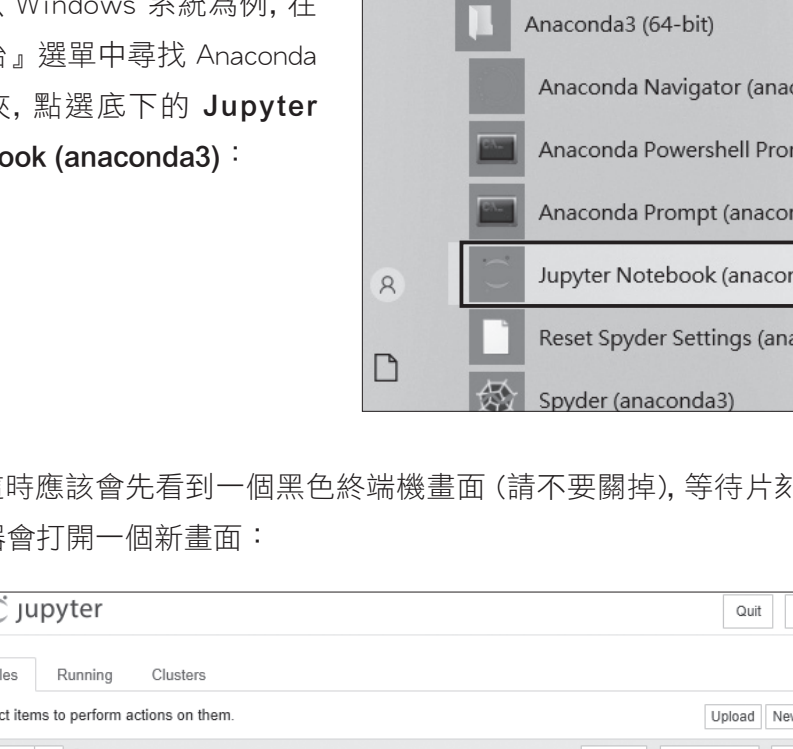 Windows 系統為例, 在
』選單中尋找 Anaconda
, 點選底下的 Jupyter
ook (anaconda3)：
Anaconda3 (64-bit)
Anaconda Navigator (anac
Anaconda Powershell Pro
Anaconda Prompt (anacon
Jupyter Notebook (anacon
Reset Spyder Settings (ana
Spyder (anaconda3)
時應該會先看到一個黑色終端機畫面 (請不要關掉), 等待片刻
器會打開一個新畫面：
jupyter
Quit
les Running Clusters
ct items to perform actions on them.
Upload New